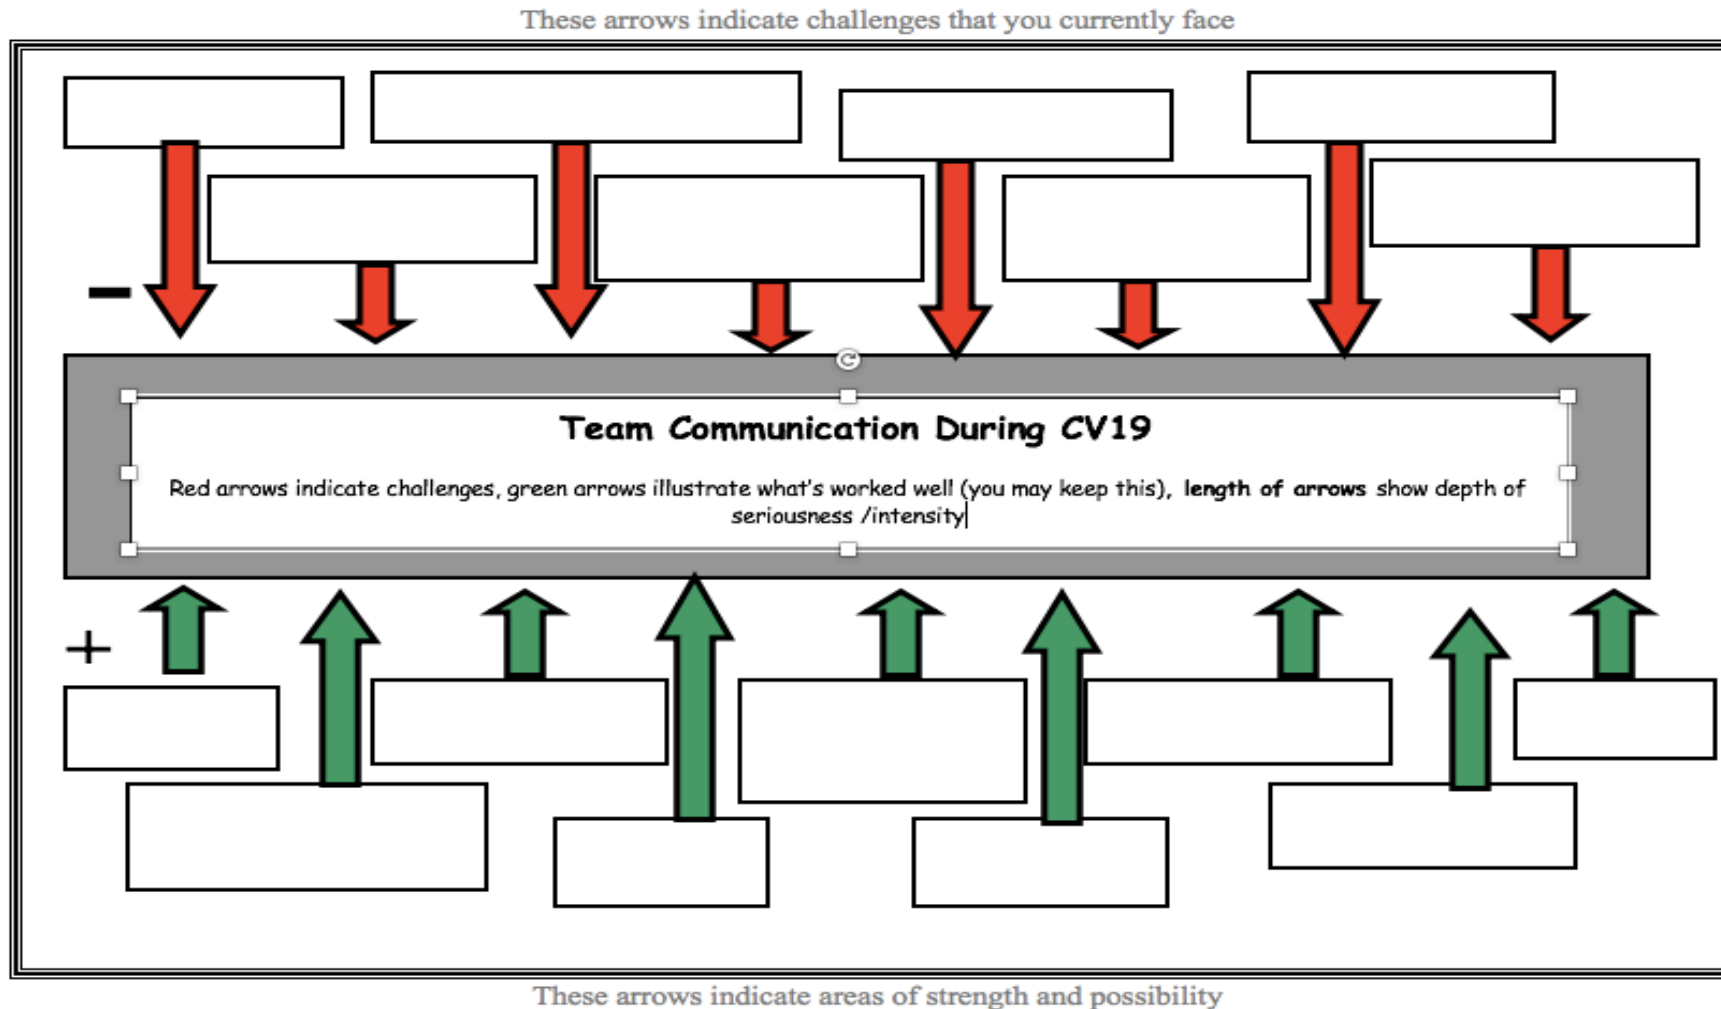 These arrows indicate challenges that you currently face
−
Team Communication During CV19
Red arrows indicate challenges, green arrows illustrate what's worked well (you may keep this), length of arrows show depth of
seriousness /intensity
+
These arrows indicate areas of strength and possibility